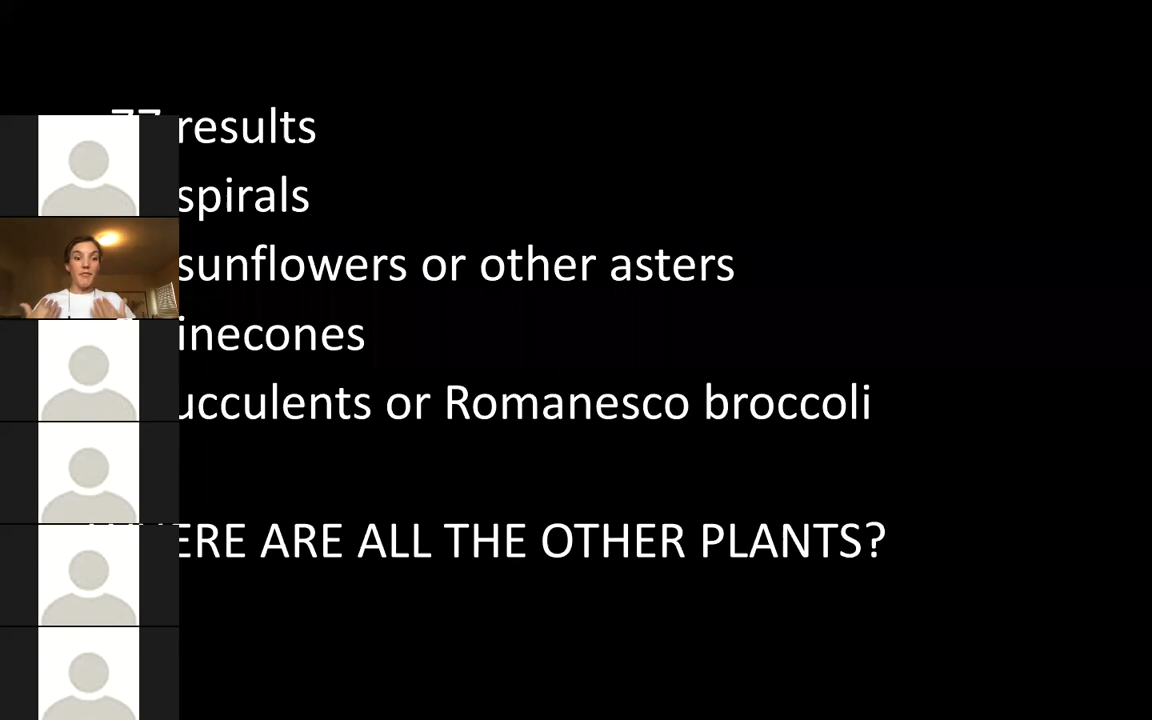 results
spirals
sunflowers or other asters
inecones
ucculents or Romanesco broccoli
ERE ARE ALL THE OTHER PLANTS?